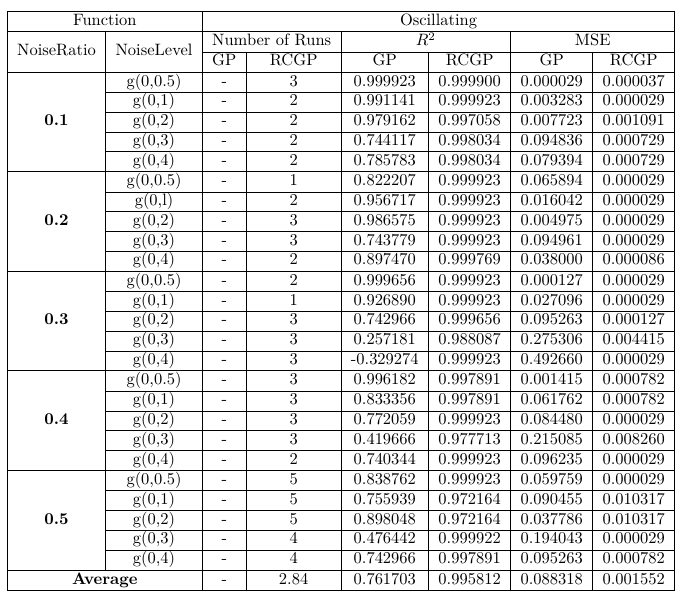 Function Oscillating
NoiseRatio NoiseLevel Number of Runs R² MSE
GP RCGP GP RCGP GP RCGP
0.1 g(0,0.5) - 3 0.999923 0.999900 0.000029 0.000037
g(0,1) - 2 0.991141 0.999923 0.003283 0.000029
g(0,2) - 2 0.979162 0.997058 0.007723 0.001091
g(0,3) - 2 0.744117 0.998034 0.094836 0.000729
g(0,4) - 2 0.785783 0.998034 0.079394 0.000729
0.2 g(0,0.5) - 1 0.822207 0.999923 0.065894 0.000029
g(0,l) - 2 0.956717 0.999923 0.016042 0.000029
g(0,2) - 3 0.986575 0.999923 0.004975 0.000029
g(0,3) - 3 0.743779 0.999923 0.094961 0.000029
g(0,4) - 2 0.897470 0.999769 0.038000 0.000086
0.3 g(0,0.5) - 2 0.999656 0.999923 0.000127 0.000029
g(0,1) - 1 0.926890 0.999923 0.027096 0.000029
g(0,2) - 3 0.742966 0.999656 0.095263 0.000127
g(0,3) - 3 0.257181 0.988087 0.275306 0.004415
g(0,4) - 3 -0.329274 0.999923 0.492660 0.000029
0.4 g(0,0.5) - 3 0.996182 0.997891 0.001415 0.000782
g(0,1) - 3 0.833356 0.997891 0.061762 0.000782
g(0,2) - 3 0.772059 0.999923 0.084480 0.000029
g(0,3) - 3 0.419666 0.977713 0.215085 0.008260
g(0,4) - 2 0.740344 0.999923 0.096235 0.000029
0.5 g(0,0.5) - 5 0.838762 0.999923 0.059759 0.000029
g(0,1) - 5 0.755939 0.972164 0.090455 0.010317
g(0,2) - 5 0.898048 0.972164 0.037786 0.010317
g(0,3) - 4 0.476442 0.999922 0.194043 0.000029
g(0,4) - 4 0.742966 0.997891 0.095263 0.000782
Average - 2.84 0.761703 0.995812 0.088318 0.001552